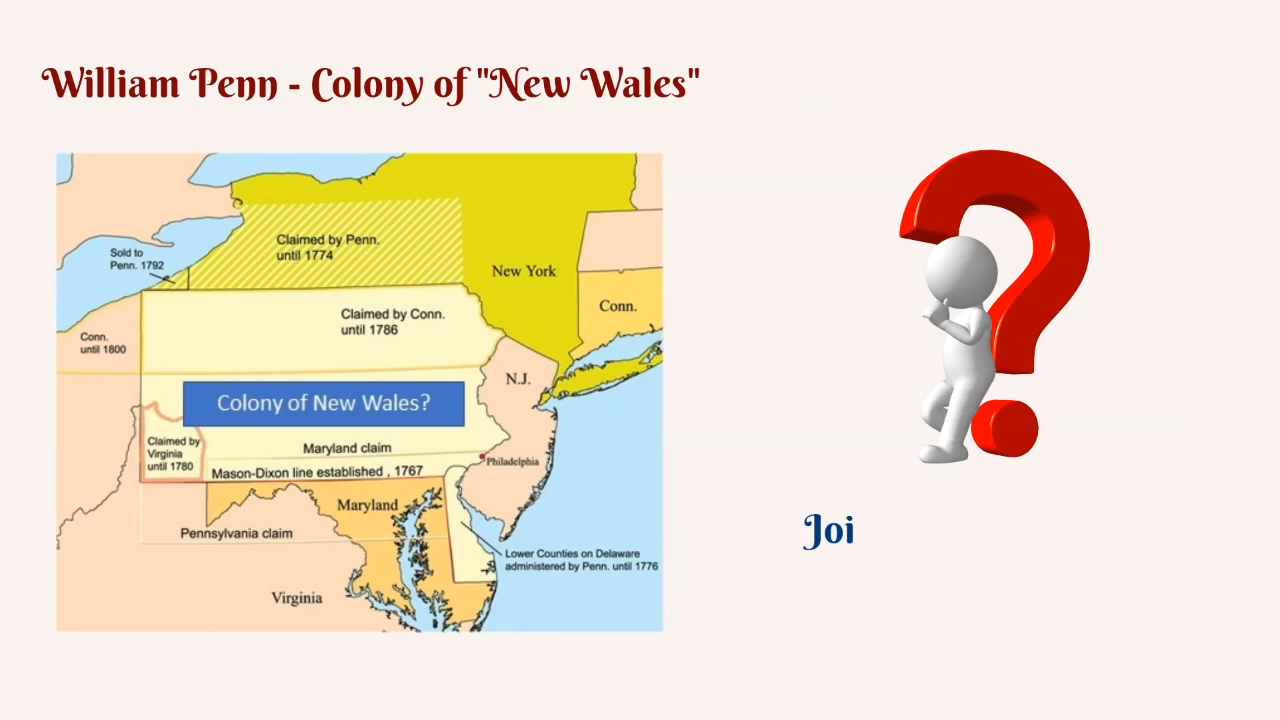 William Penn - Colony of "New Wales"
Claimed by Penn.
until 1774
Sold to
Penn. 1792
New York
Conn.
Claimed by Conn.
until 1786
Conn.
until 1800
N.J.
Colony of New Wales?
Claimed by
Virginia
until 1780
Maryland claim
Philadelphia
Mason-Dixon line established , 1767
Maryland
Pennsylvania claim
Lower Counties on Delaware
administered by Penn. until 1776
Virginia
Joi